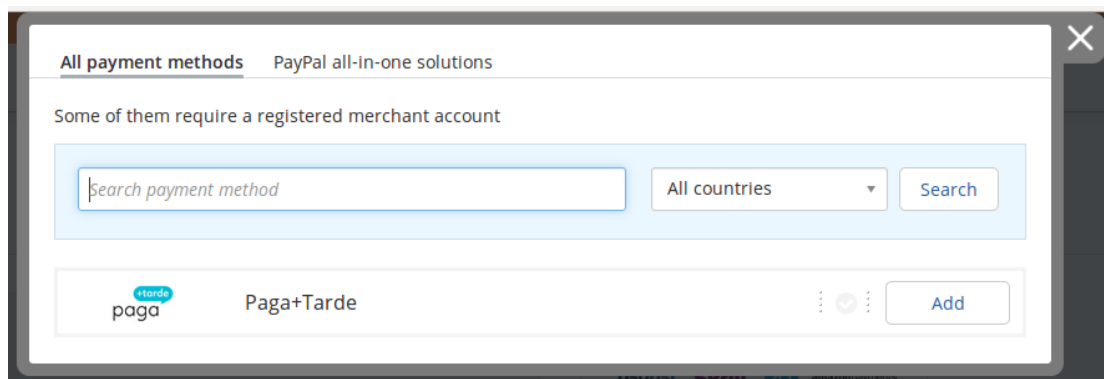 All payment methods PayPal all-in-one solutions
Some of them require a registered merchant account
Search payment method All countries Search
+tarde
paga Paga+Tarde Add